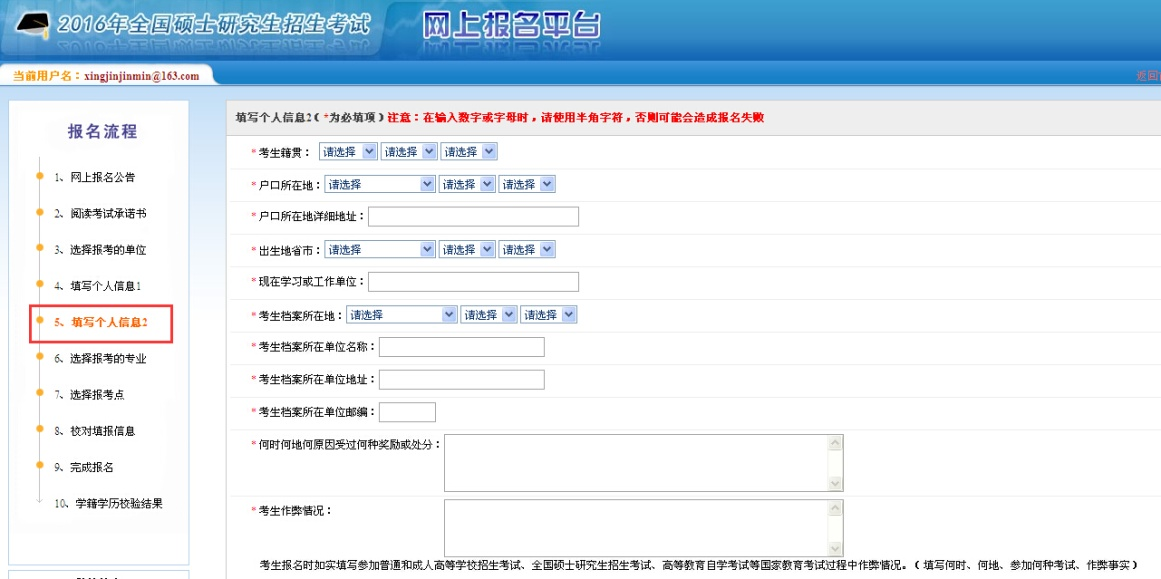 2016年全国硕士研究生招生考试 网上报名平台
当前用户名：xingjinjinmin@163.com
返回
报名流程
1、网上报名公告
2、阅读考试承诺书
3、选择报考的单位
4、填写个人信息1
5、填写个人信息2
6、选择报考的专业
7、选择报考点
8、校对填报信息
9、完成报名
10、学籍学历校验结果
填写个人信息2（*为必填项）注意：在输入数字或字母时，请使用半角字符，否则可能会造成报名失败
*考生籍贯： 请选择 请选择 请选择
*户口所在地：请选择 请选择 请选择
*户口所在地详细地址：
*出生地省市：请选择 请选择 请选择
*现在学习或工作单位：
*考生档案所在地：请选择 请选择 请选择
*考生档案所在单位名称：
*考生档案所在单位地址：
*考生档案所在单位邮编：
*何时何地何原因受过何种奖励或处分：
*考生作弊情况：
考生报名时如实填写参加普通和成人高等学校招生考试、全国硕士研究生招生考试、高等教育自学考试等国家教育考试过程中作弊情况。（填写何时、何地、参加何种考试、作弊事实）